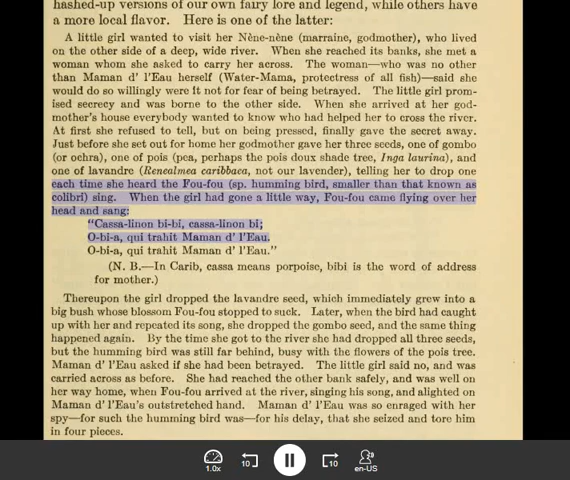 hashed-up versions of our own fairy lore and legend, while others have
a more local flavor. Here is one of the latter:
A little girl wanted to visit her Nène-nène (marraine, godmother), who lived
on the other side of a deep, wide river. When she reached its banks, she met a
woman whom she asked to carry her across. The woman—who was no other
than Maman d' l'Eau herself (Water-Mama, protectress of all fish)—said she
would do so willingly were it not for fear of being betrayed. The little girl prom-
ised secrecy and was borne to the other side. When she arrived at her god-
mother's house everybody wanted to know who had helped her to cross the river.
At first she refused to tell, but on being pressed, finally gave the secret away.
Just before she set out for home her godmother gave her three seeds, one of gombo
(or ochra), one of pois (pea, perhaps the pois doux shade tree, Inga laurina), and
one of lavandre (Renealmea caribbaca, not our lavender), telling her to drop one
each time she heard the Fou-fou (sp. humming bird, smaller than that known as
colibri) sing. When the girl had gone a little way, Fou-fou came flying over her
head and sang:
"Cassa-linon bi-bi, cassa-linon bi;
O-bi-a, qui trahit Maman d' l'Eau.
O-bi-a, qui trahit Maman d' l'Eau."
(N. B.—In Carib, cassa means porpoise, bibi is the word of address
for mother.)
Thereupon the girl dropped the lavandre seed, which immediately grew into a
big bush whose blossom Fou-fou stopped to suck. Later, when the bird had caught
up with her and repeated its song, she dropped the gombo seed, and the same thing
happened again. By the time she got to the river she had dropped all three seeds,
but the humming bird was still far behind, busy with the flowers of the pois tree.
Maman d' l'Eau asked if she had been betrayed. The little girl said no, and was
carried across as before. She had reached the other bank safely, and was well on
her way home, when Fou-fou arrived at the river, singing his song, and alighted on
Maman d' l'Eau's outstretched hand. Maman d' l'Eau was so enraged with her
spy—for such the humming bird was—for his delay, that she seized and tore him
in four pieces.
1.0x
10
10
en-US